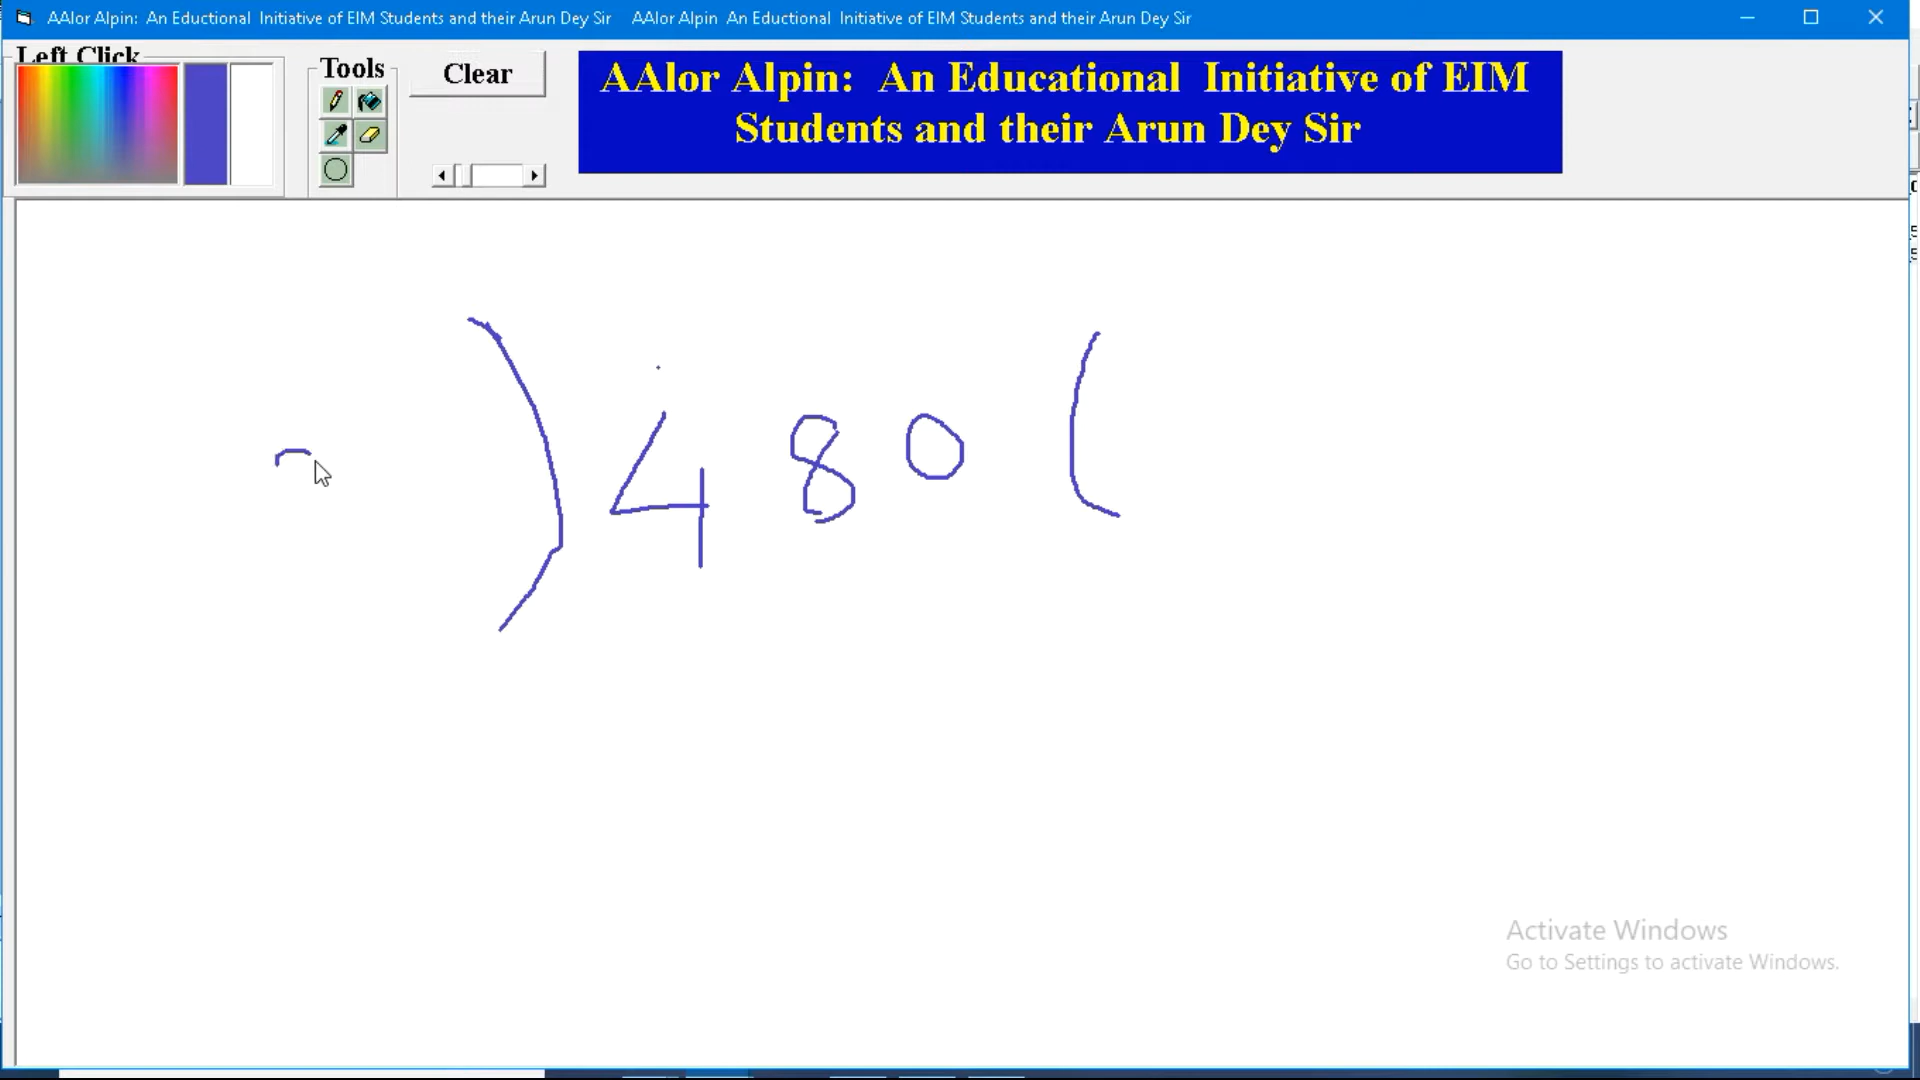 AAlor Alpin:  An Eductional  Initiative of EIM Students and their Arun Dey Sir     AAlor Alpin  An Eductional  Initiative of EIM Students and their Arun Dey Sir
Left Click
Tools
Clear
AAlor Alpin:  An Educational  Initiative of EIM
Students and their Arun Dey Sir
) 480 (
Activate Windows
Go to Settings to activate Windows.